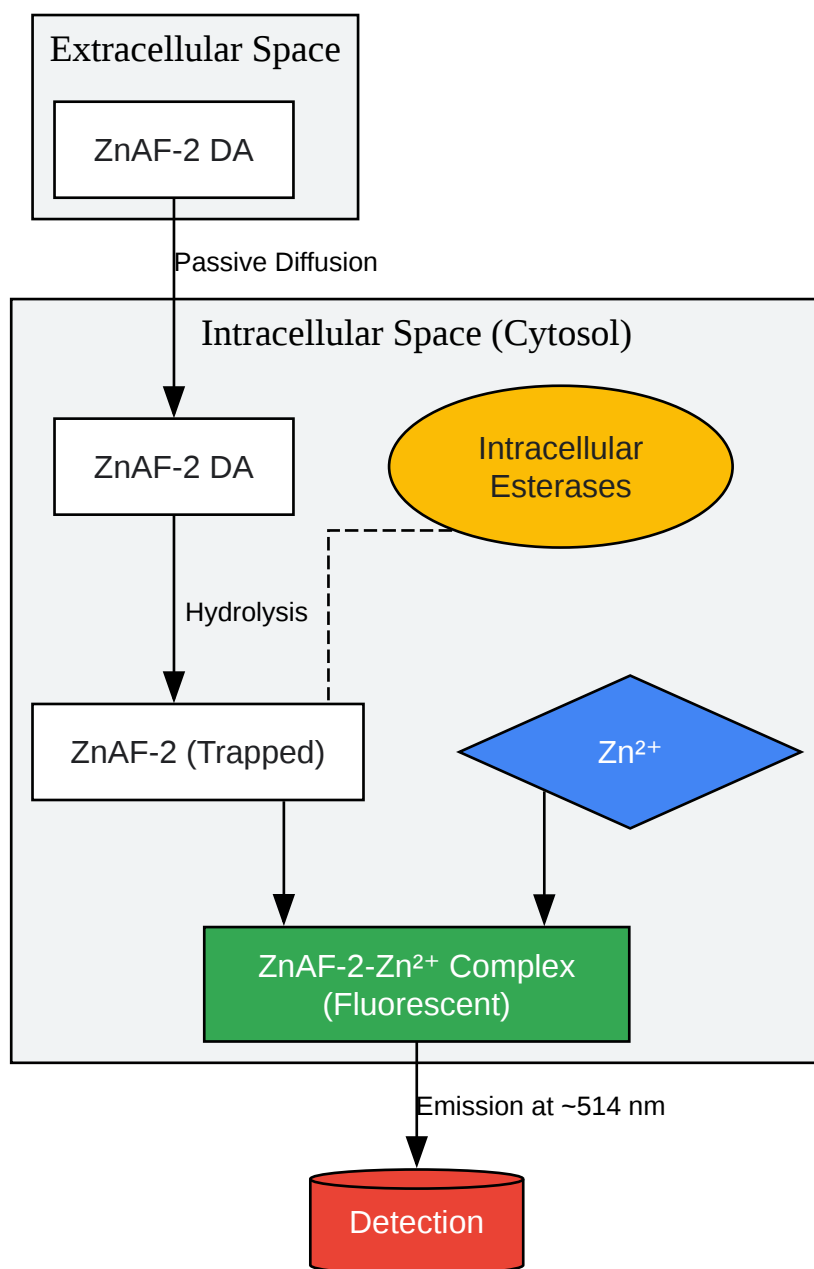 Extracellular Space
ZnAF-2 DA
Passive Diffusion
Intracellular Space (Cytosol)
ZnAF-2 DA
Intracellular
Esterases
Hydrolysis
ZnAF-2 (Trapped)
Zn²⁺
ZnAF-2-Zn²⁺ Complex
(Fluorescent)
Emission at ~514 nm
Detection